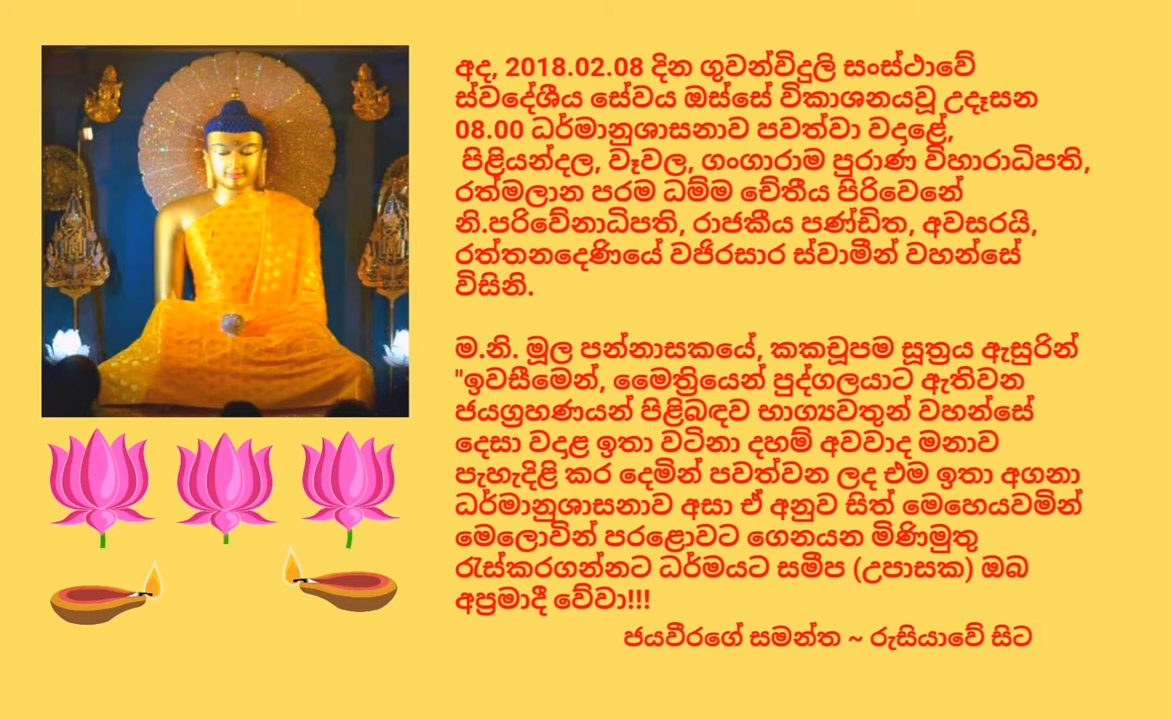 අද, 2018.02.08 දින ගුවන්විදුලි සංස්ථාවේ
ස්වදේශීය සේවය ඔස්සේ විකාශනයවූ උදෑසන
08.00 ධර්මානුශාසනාව පවත්වා වදාළේ,
පිළියන්දල, වෑවල, ගංගාරාම පුරාණ විහාරාධිපති,
රත්මලාන පරම ධම්ම චේතීය පිරිවෙනේ
නි.පරිවේනාධිපති, රාජකීය පණ්ඩිත, අවසරයි,
රත්තනදෙණියේ වජිරසාර ස්වාමීන් වහන්සේ
විසිනි.
ම.නි. මූල පන්නාසකයේ, කකචූපම සූත්‍රය ඇසුරින්
"ඉවසීමෙන්, මෛත්‍රියෙන් පුද්ගලයාට ඇතිවන
ජයග්‍රහණයන් පිළිබඳව භාග්‍යවතුන් වහන්සේ
දෙසා වදාළ ඉතා වටිනා දහම් අවවාද මනාව
පැහැදිළි කර දෙමින් පවත්වන ලද එම ඉතා අගනා
ධර්මානුශාසනාව අසා ඒ අනුව සිත් මෙහෙයවමින්
මෙලොවින් පරළොවට ගෙනයන මිණිමුතු
රැස්කරගන්නට ධර්මයට සමීප (උපාසක) ඔබ
අප්‍රමාදී වේවා!!!
ජයවීරගේ සමන්ත ~ රුසියාවේ සිට